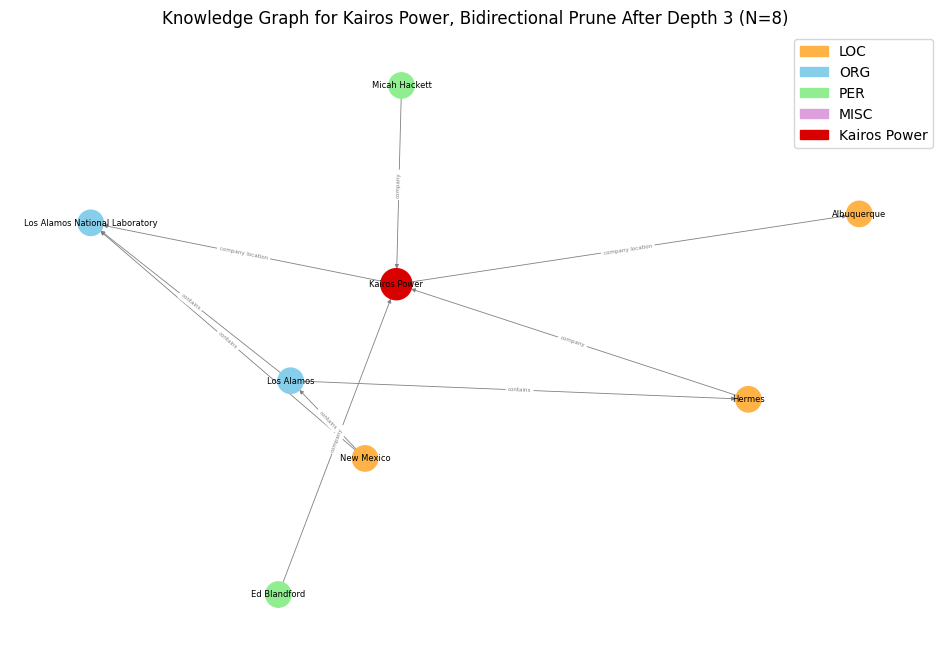 Knowledge Graph for Kairos Power, Bidirectional Prune After Depth 3 (N=8)
LOC
ORG
PER
MISC
Kairos Power
Micah Hackett
company
Los Alamos National Laboratory
Albuquerque
company location
company location
Kairos Power
contains
contains
company
Los Alamos
contains
Hermes
contains
company
New Mexico
Ed Blandford